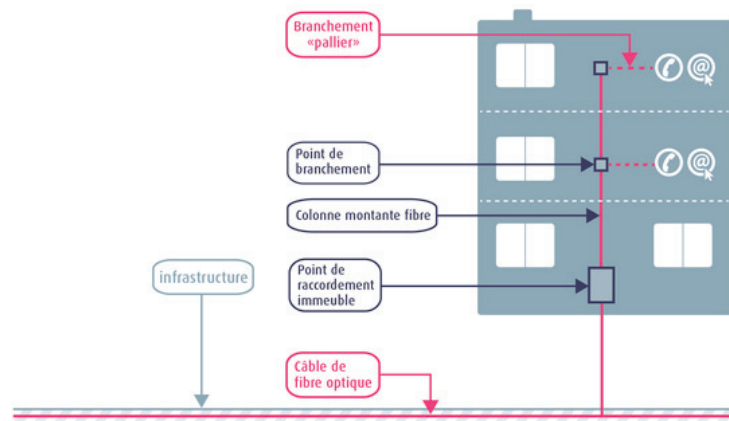 Branchement
«pallier»
Point de
branchement
Colonne montante fibre
Point de
raccordement
immeuble
infrastructure
Câble de
fibre optique
@
@